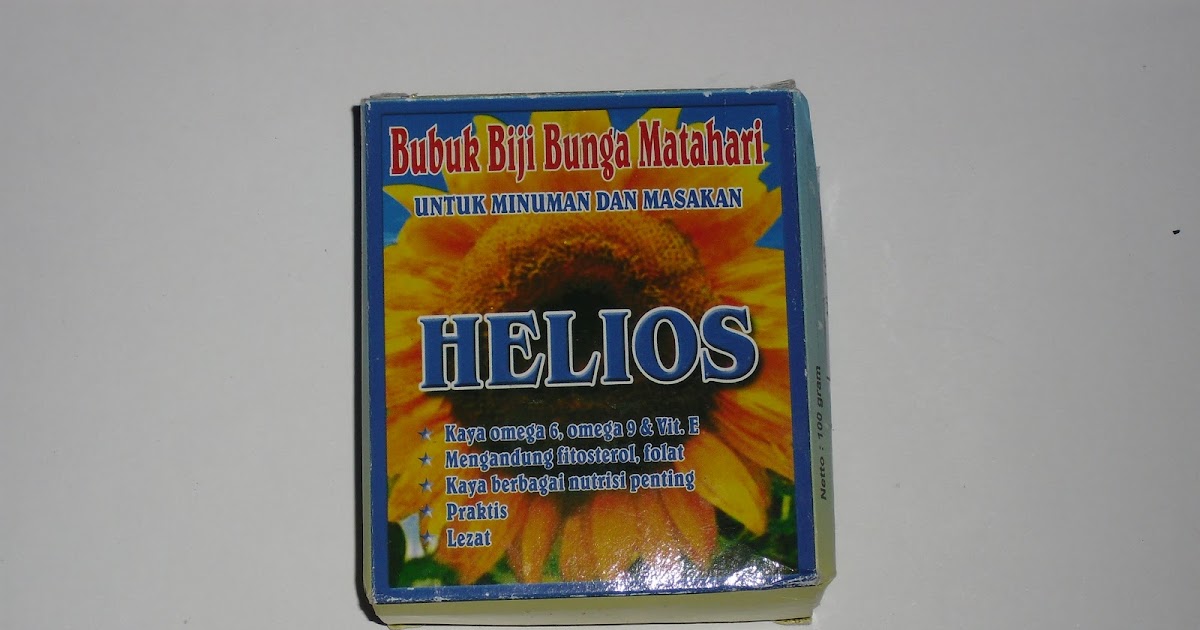 Bubuk Biji Bunga Matahari
UNTUK MINUMAN DAN MASAKAN
HELIOS
Kaya omega 6, omega 9 & Vit. E
Mengandung fitosterol, folat
Kaya berbagai nutrisi penting
Praktis
Lezat
Netto : 100 gram